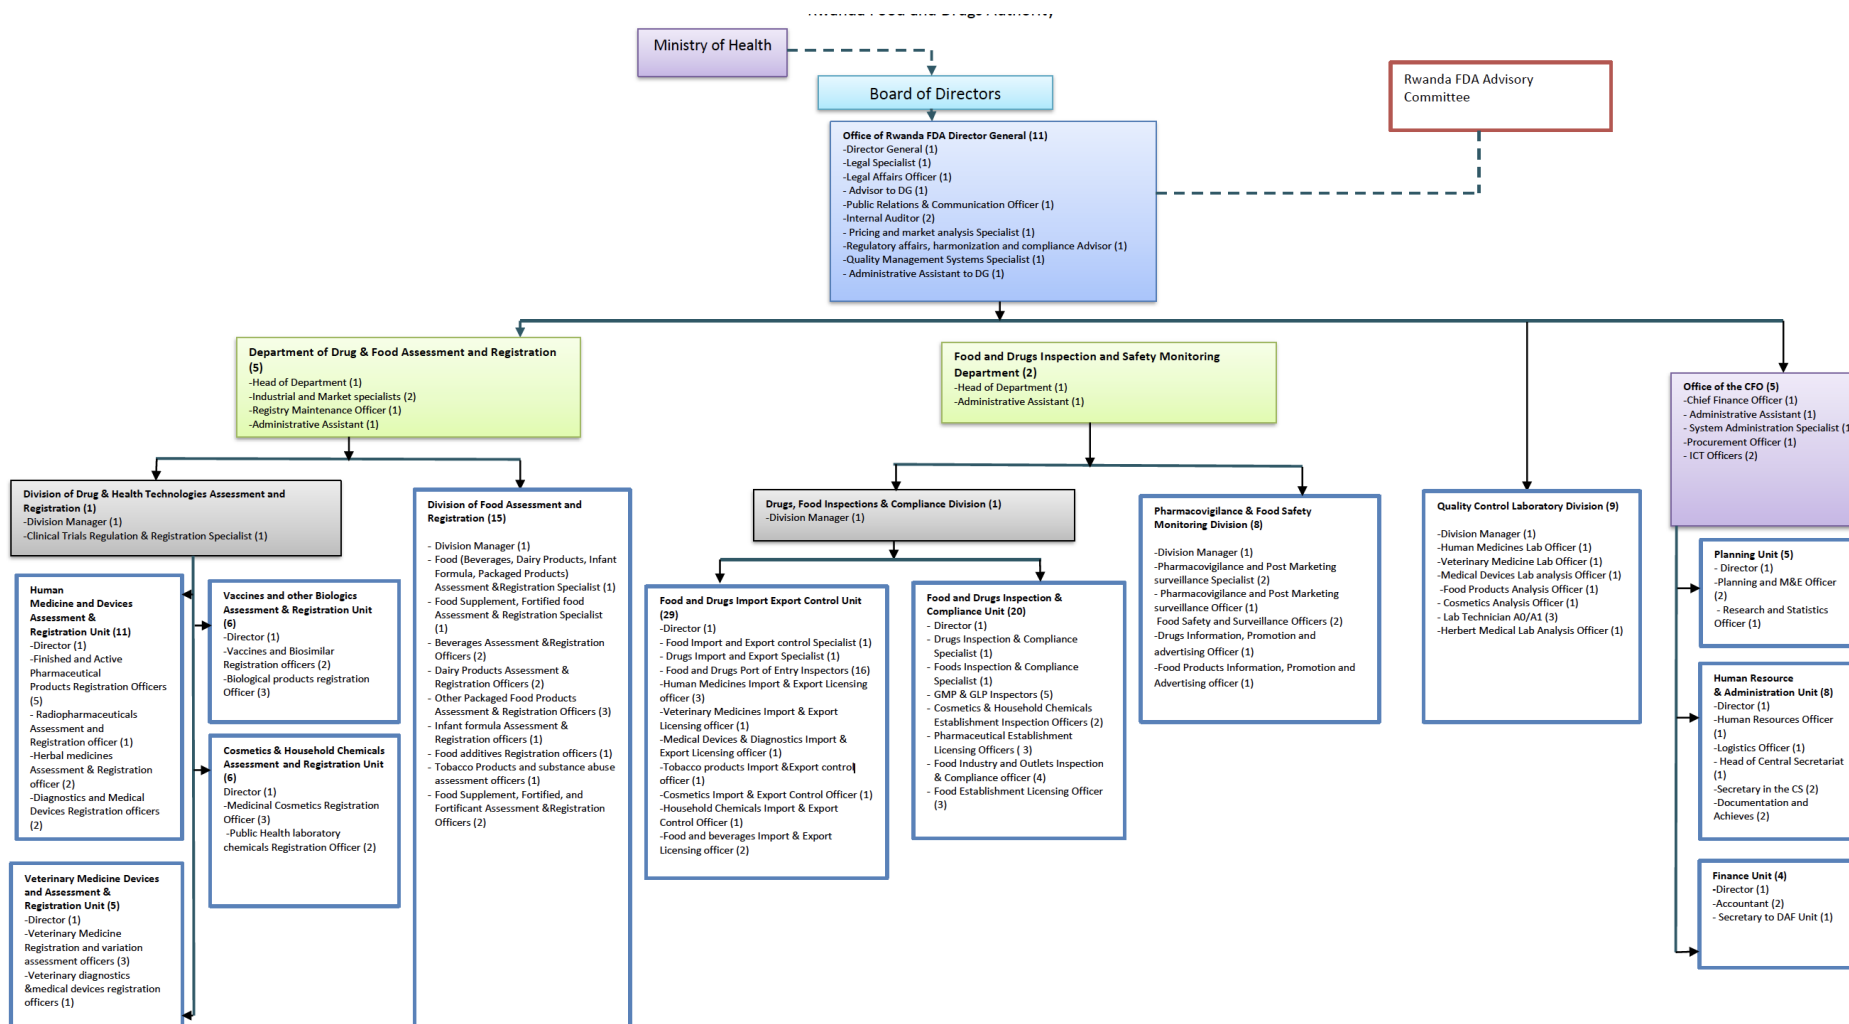 Rwanda Food and Drugs Authority
Ministry of Health
Board of Directors
Rwanda FDA Advisory
Committee
Office of Rwanda FDA Director General (11)
-Director General (1)
-Legal Specialist (1)
-Legal Affairs Officer (1)
- Advisor to DG (1)
-Public Relations & Communication Officer (1)
-Internal Auditor (2)
- Pricing and market analysis Specialist (1)
-Regulatory affairs, harmonization and compliance Advisor (1)
-Quality Management Systems Specialist (1)
- Administrative Assistant to DG (1)
Department of Drug & Food Assessment and Registration
(5)
-Head of Department (1)
-Industrial and Market specialists (2)
-Registry Maintenance Officer (1)
-Administrative Assistant (1)
Food and Drugs Inspection and Safety Monitoring
Department (2)
-Head of Department (1)
-Administrative Assistant (1)
Office of the CFO (5)
-Chief Finance Officer (1)
- Administrative Assistant (1)
- System Administration Specialist (1
-Procurement Officer (1)
- ICT Officers (2)
Division of Drug & Health Technologies Assessment and
Registration (1)
-Division Manager (1)
-Clinical Trials Regulation & Registration Specialist (1)
Human
Medicine and Devices
Assessment &
Registration Unit (11)
-Director (1)
-Finished and Active
Pharmaceutical
Products Registration Officers
(5)
- Radiopharmaceuticals
Assessment and
Registration officer (1)
-Herbal medicines
Assessment & Registration
officer (2)
-Diagnostics and Medical
Devices Registration officers
(2)
Veterinary Medicine Devices
and Assessment &
Registration Unit (5)
-Director (1)
-Veterinary Medicine
Registration and variation
assessment officers (3)
-Veterinary diagnostics
&medical devices registration
officers (1)
Vaccines and other Biologics
Assessment & Registration Unit
(6)
-Director (1)
-Vaccines and Biosimilar
Registration officers (2)
-Biological products registration
Officer (3)
Cosmetics & Household Chemicals
Assessment and Registration Unit
(6)
Director (1)
-Medicinal Cosmetics Registration
Officer (3)
-Public Health laboratory
chemicals Registration Officer (2)
Division of Food Assessment and
Registration (15)
- Division Manager (1)
- Food (Beverages, Dairy Products, Infant
Formula, Packaged Products)
Assessment &Registration Specialist (1)
- Food Supplement, Fortified food
Assessment & Registration Specialist
(1)
- Beverages Assessment &Registration
Officers (2)
- Dairy Products Assessment &
Registration Officers (2)
- Other Packaged Food Products
Assessment & Registration Officers (3)
- Infant formula Assessment &
Registration officers (1)
- Food additives Registration officers (1)
- Tobacco Products and substance abuse
assessment officers (1)
- Food Supplement, Fortified, and
Fortificant Assessment &Registration
Officers (2)
Drugs, Food Inspections & Compliance Division (1)
-Division Manager (1)
Food and Drugs Import Export Control Unit
(29)
-Director (1)
- Food Import and Export control Specialist (1)
- Drugs Import and Export Specialist (1)
- Food and Drugs Port of Entry Inspectors (16)
-Human Medicines Import & Export Licensing
officer (3)
-Veterinary Medicines Import & Export
Licensing officer (1)
-Medical Devices & Diagnostics Import &
Export Licensing officer (1)
-Tobacco products Import &Export control
officer (1)
-Cosmetics Import & Export Control Officer (1)
-Household Chemicals Import & Export
Control Officer (1)
-Food and beverages Import & Export
Licensing officer (2)
Food and Drugs Inspection &
Compliance Unit (20)
- Director (1)
- Drugs Inspection & Compliance
Specialist (1)
- Foods Inspection & Compliance
Specialist (1)
- GMP & GLP Inspectors (5)
- Cosmetics & Household Chemicals
Establishment Inspection Officers (2)
- Pharmaceutical Establishment
Licensing Officers ( 3)
- Food Industry and Outlets Inspection
& Compliance officer (4)
- Food Establishment Licensing Officer
(3)
Pharmacovigilance & Food Safety
Monitoring Division (8)
-Division Manager (1)
-Pharmacovigilance and Post Marketing
surveillance Specialist (2)
- Pharmacovigilance and Post Marketing
surveillance Officer (1)
Food Safety and Surveillance Officers (2)
-Drugs Information, Promotion and
advertising Officer (1)
-Food Products Information, Promotion and
Advertising officer (1)
Quality Control Laboratory Division (9)
-Division Manager (1)
-Human Medicines Lab Officer (1)
-Veterinary Medicine Lab Officer (1)
-Medical Devices Lab analysis Officer (1)
-Food Products Analysis Officer (1)
- Cosmetics Analysis Officer (1)
- Lab Technician A0/A1 (3)
-Herbert Medical Lab Analysis Officer (1)
Planning Unit (5)
- Director (1)
-Planning and M&E Officer
(2)
- Research and Statistics
Officer (1)
Human Resource
& Administration Unit (8)
-Director (1)
-Human Resources Officer
(1)
-Logistics Officer (1)
- Head of Central Secretariat
(1)
-Secretary in the CS (2)
-Documentation and
Achieves (2)
Finance Unit (4)
-Director (1)
-Accountant (2)
- Secretary to DAF Unit (1)